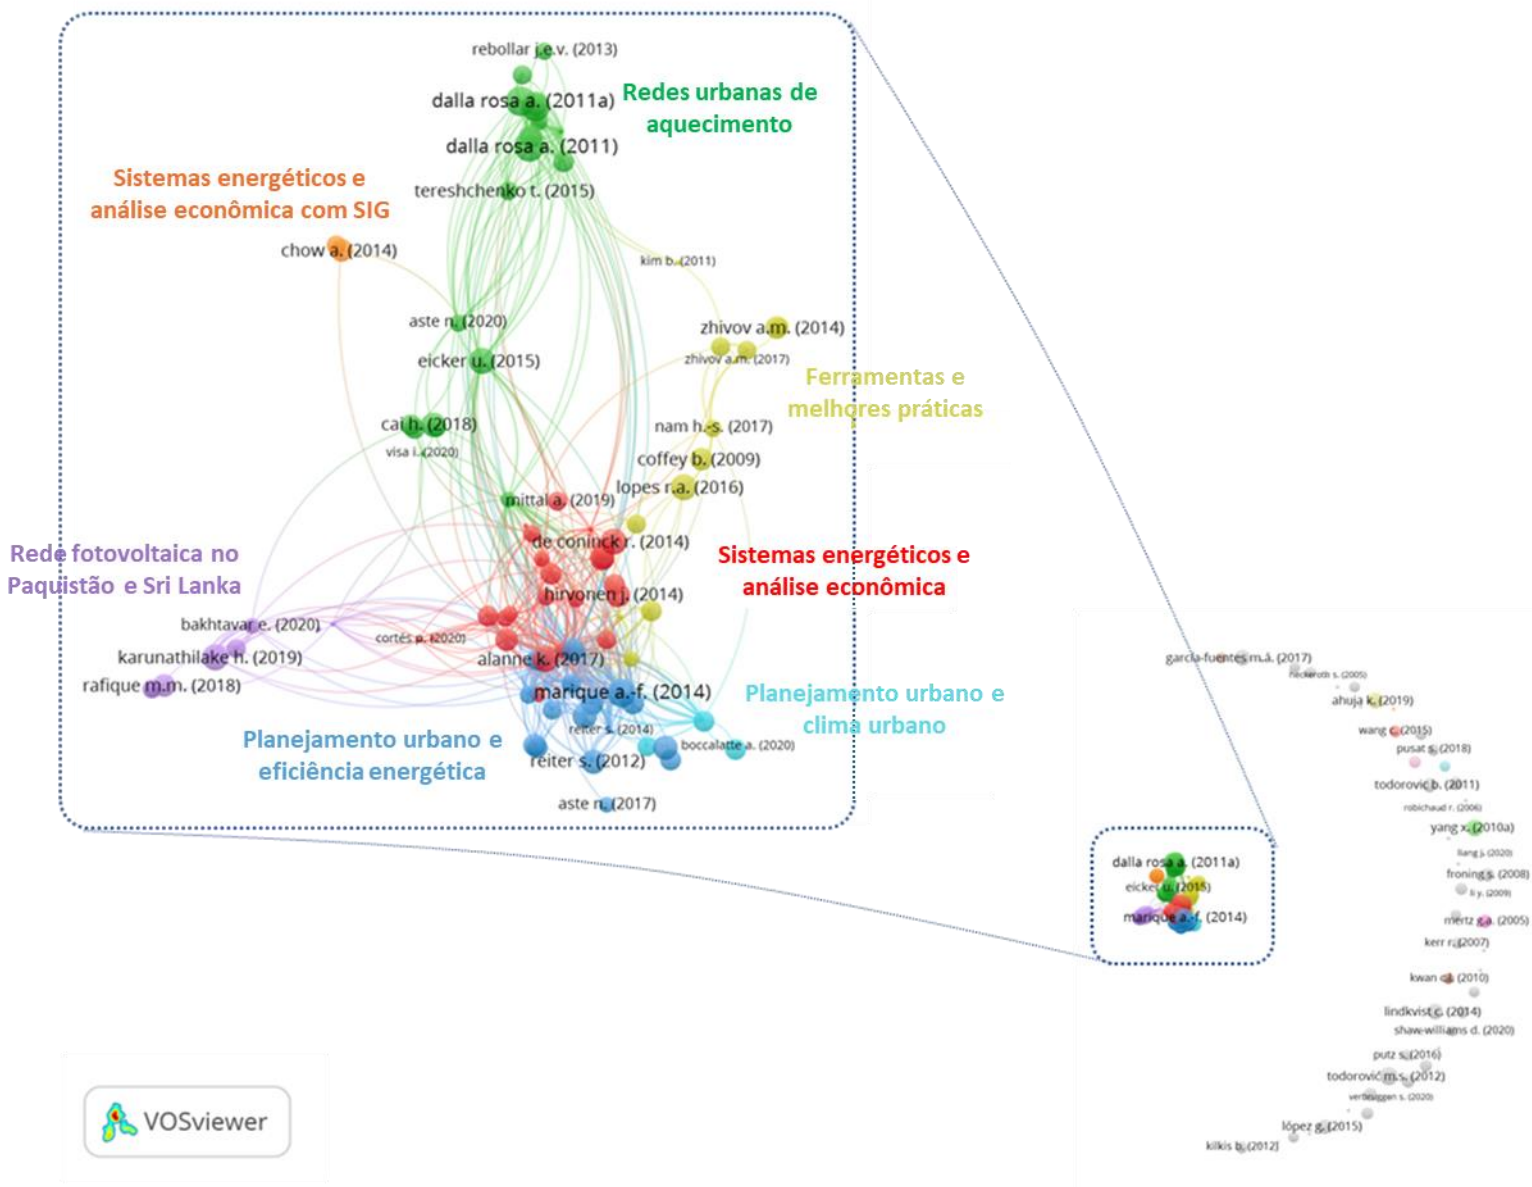 rebollar j.e.v. (2013)
dalla rosa a. (2011a)
Redes urbanas de
aquecimento
dalla rosa a. (2011)
Sistemas energéticos e
análise econômica com SIG
tereshchenko t. (2015)
chow a. (2014)
kim b. (2011)
aste n. (2020)
zhivov a.m. (2014)
eicker u. (2015)
zhivov a.m. (2017)
Ferramentas e
melhores práticas
cai h. (2018)
nam h.-s. (2017)
visa i. (2020)
coffey b. (2009)
lopes r.a. (2016)
mittal a. (2019)
de coninck r. (2014)
Rede fotovoltaica no
Paquistão e Sri Lanka
Sistemas energéticos e
análise econômica
hirvonen j. (2014)
bakhtavar e. (2020)
cortés p. (2020)
karunathilake h. (2019)
alanne k. (2017)
rafique m.m. (2018)
marique a.-f. (2014)
Planejamento urbano e
clima urbano
reiter s. (2014)
Planejamento urbano e
eficiência energética
boccalatte a. (2020)
reiter s. (2012)
aste n. (2017)
garcía-fuentes m.á. (2017)
heckeroth s. (2005)
ahuja k. (2019)
wang c. (2015)
pusat s. (2018)
todorovic b. (2011)
robichaud r. (2006)
yang x. (2010a)
liang j. (2020)
froning s. (2008)
li y. (2009)
mertz g.a. (2005)
kerr r. (2007)
kwan c.l. (2010)
lindkvist c. (2014)
shaw-williams d. (2020)
putz s. (2016)
todorović m.s. (2012)
verbruggen s. (2020)
lópez g. (2015)
kilkis b. (2012)
dalla rosa a. (2011a)
eicker u. (2015)
marique a.-f. (2014)
VOSviewer